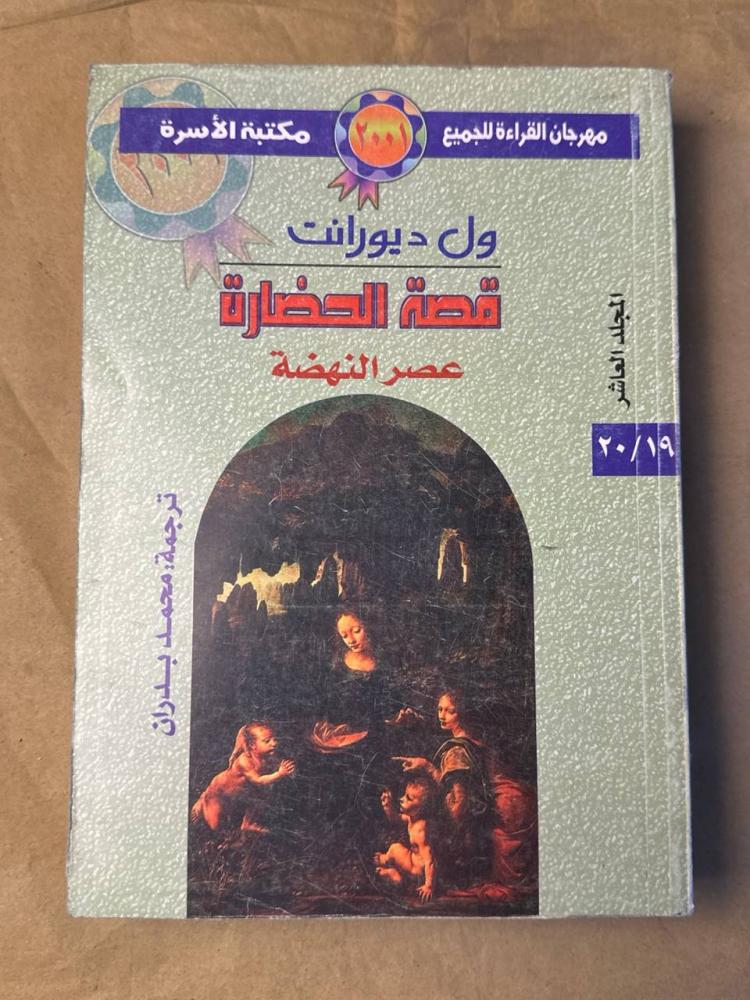 مهرجان القراءة للجميع ٢٠٠١ مكتبة الأسرة
ول ديورانت
قصة الحضارة
عصر النهضة
المجلد العاشر
٢٠/١٩
ترجمة: محمد بدران